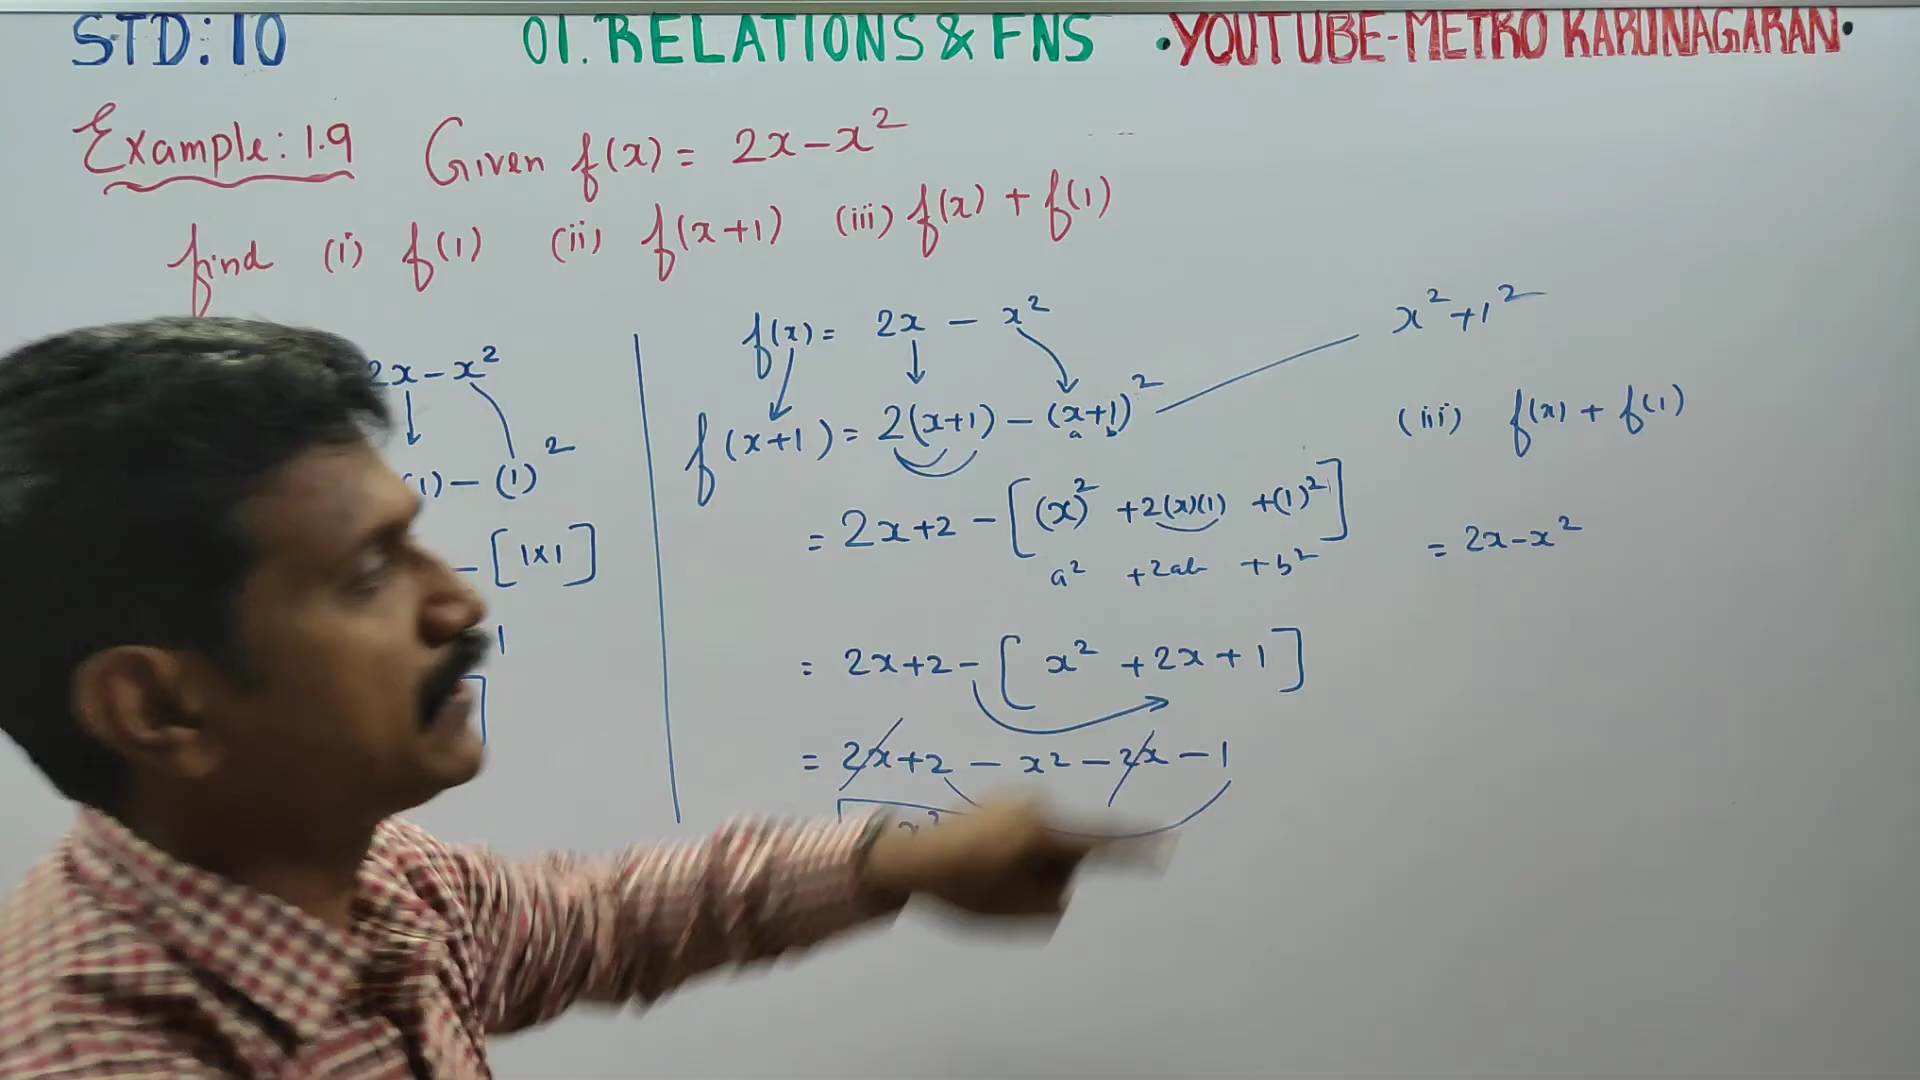 STD: 10 01. RELATIONS & FNS • YOUTUBE-METRO KARUNAGARAN •
Example: 1.9 Given f(x) = 2x – x²
find (i) f(1) (ii) f(x+1) (iii) f(x) + f(1)
2x – x²
(1) – (1)²
– [1×1]
1
f(x) = 2x – x²
f(x+1) = 2(x+1) – (x+1)²
a b
= 2x+2 – [(x)² +2(x)(1) +(1)²]
a² +2ab +b²
= 2x+2 – [x² +2x+1]
= 2x+2 – x² – 2x – 1
x²
x²+1²
(iii) f(x) + f(1)
= 2x–x²